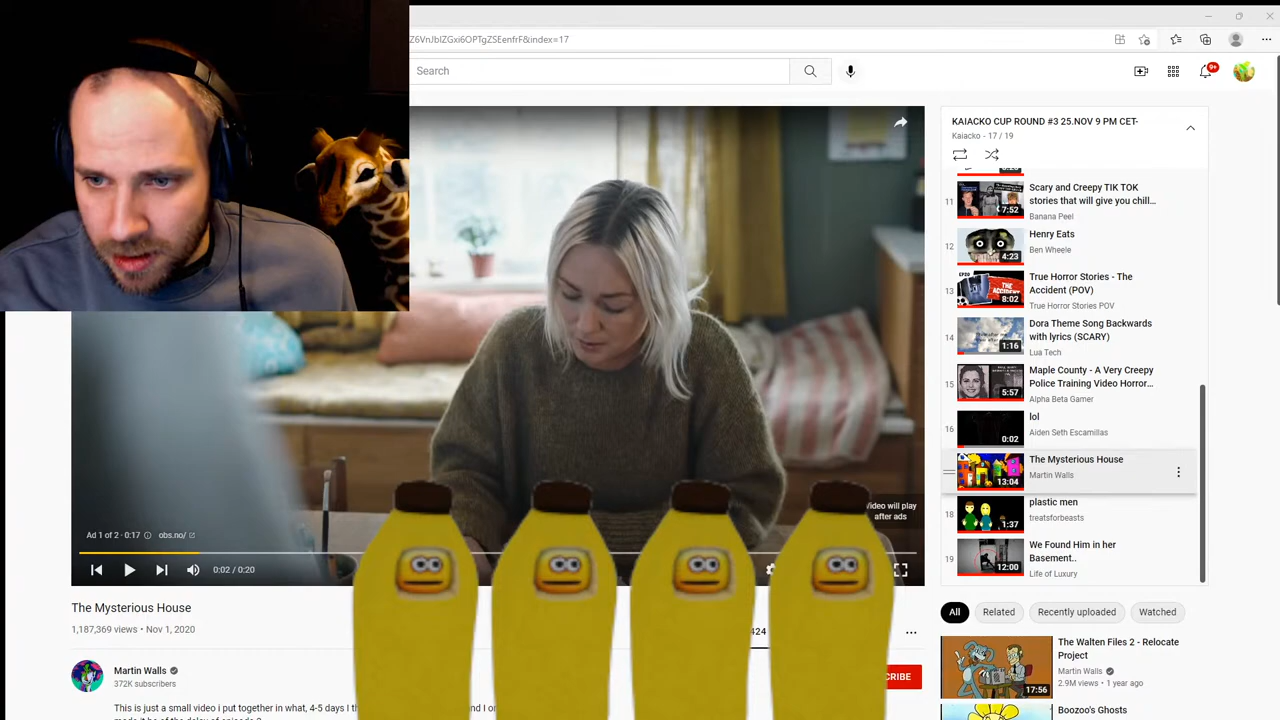 Z6VnJblZGxi6OPTgZSEenfrF&index=17
Search
9+
Ad 1 of 2 · 0:17
obs.no/
Video will play
after ads
0:02 / 0:20
The Mysterious House
1,187,369 views • Nov 1, 2020
424
Martin Walls
372K subscribers
This is just a small video i put together in what, 4-5 days I
KAIACKO CUP ROUND #3 25.NOV 9 PM CET-
Kaiacko - 17 / 19
11
7:52
Scary and Creepy TIK TOK
stories that will give you chill...
Banana Peel
12
4:23
Henry Eats
Ben Wheele
13
EP20
THE
ACCIDENT
8:02
True Horror Stories - The
Accident (POV)
True Horror Stories POV
14
1:16
Dora Theme Song Backwards
with lyrics (SCARY)
Lua Tech
15
5:57
Maple County - A Very Creepy
Police Training Video Horror...
Alpha Beta Gamer
16
0:02
lol
Aiden Seth Escamillas
13:04
The Mysterious House
Martin Walls
18
1:37
plastic men
treatsforbeasts
19
12:00
We Found Him in her
Basement..
Life of Luxury
All
Related
Recently uploaded
Watched
17:56
The Walten Files 2 - Relocate
Project
Martin Walls
2.9M views • 1 year ago
Boozoo's Ghosts